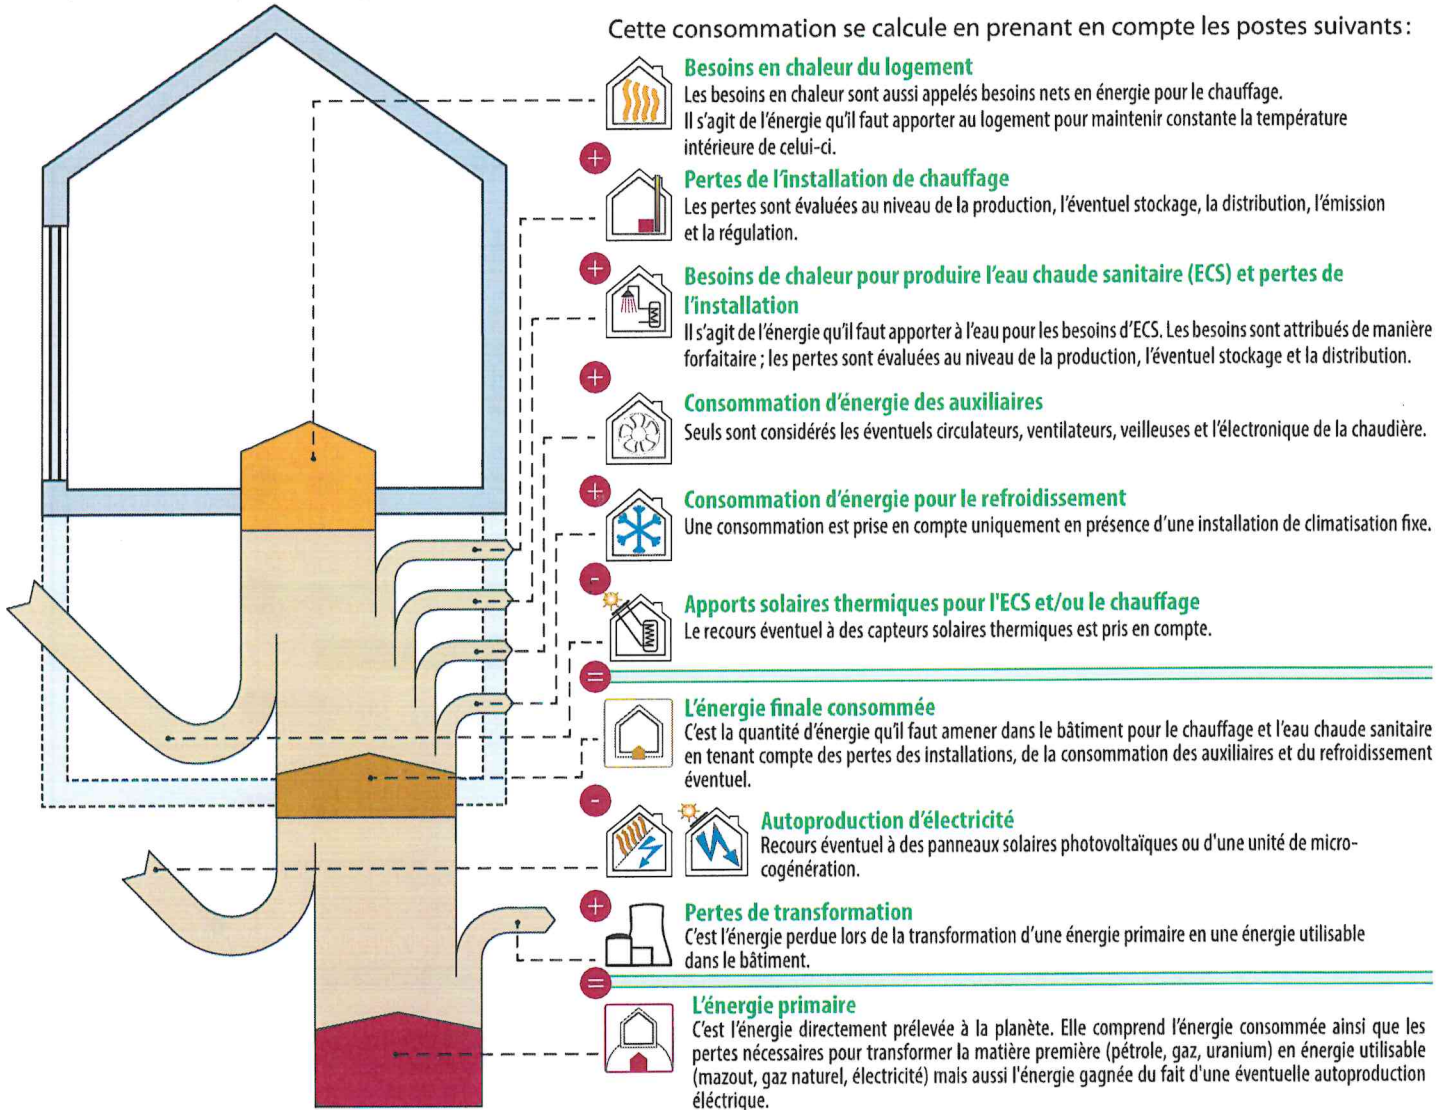 Cette consommation se calcule en prenant en compte les postes suivants :
Besoins en chaleur du logement
Les besoins en chaleur sont aussi appelés besoins nets en énergie pour le chauffage.
Il s'agit de l'énergie qu'il faut apporter au logement pour maintenir constante la température
intérieure de celui-ci.
+
Pertes de l'installation de chauffage
Les pertes sont évaluées au niveau de la production, l'éventuel stockage, la distribution, l'émission
et la régulation.
+
Besoins de chaleur pour produire l'eau chaude sanitaire (ECS) et pertes de
l'installation
Il s'agit de l'énergie qu'il faut apporter à l'eau pour les besoins d'ECS. Les besoins sont attribués de manière
forfaitaire ; les pertes sont évaluées au niveau de la production, l'éventuel stockage et la distribution.
+
Consommation d'énergie des auxiliaires
Seuls sont considérés les éventuels circulateurs, ventilateurs, veilleuses et l'électronique de la chaudière.
+
Consommation d'énergie pour le refroidissement
Une consommation est prise en compte uniquement en présence d'une installation de climatisation fixe.
-
Apports solaires thermiques pour l'ECS et/ou le chauffage
Le recours éventuel à des capteurs solaires thermiques est pris en compte.
=
L'énergie finale consommée
C'est la quantité d'énergie qu'il faut amener dans le bâtiment pour le chauffage et l'eau chaude sanitaire
en tenant compte des pertes des installations, de la consommation des auxiliaires et du refroidissement
éventuel.
-
Autoproduction d'électricité
Recours éventuel à des panneaux solaires photovoltaïques ou d'une unité de micro-
cogénération.
+
Pertes de transformation
C'est l'énergie perdue lors de la transformation d'une énergie primaire en une énergie utilisable
dans le bâtiment.
=
L'énergie primaire
C'est l'énergie directement prélevée à la planète. Elle comprend l'énergie consommée ainsi que les
pertes nécessaires pour transformer la matière première (pétrole, gaz, uranium) en énergie utilisable
(mazout, gaz naturel, électricité) mais aussi l'énergie gagnée du fait d'une éventuelle autoproduction
éléctrique.